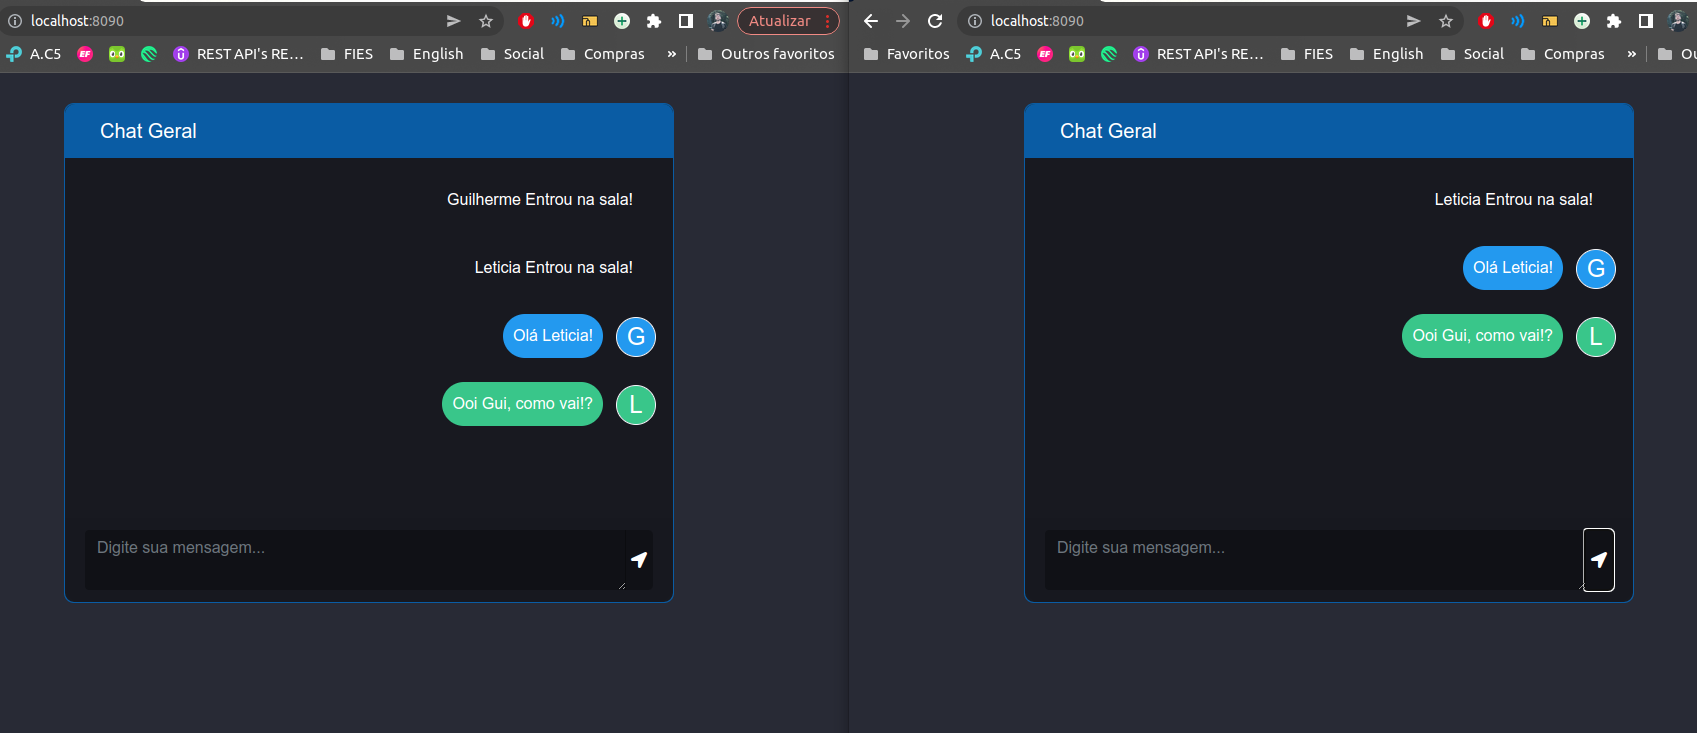 localhost:8090
Atualizar
A.C5
EF
REST API's RE...
FIES
English
Social
Compras
»
Outros favoritos
Chat Geral
Guilherme Entrou na sala!
Leticia Entrou na sala!
Olá Leticia!
G
Ooi Gui, como vai!?
L
Digite sua mensagem...
localhost:8090
Favoritos
A.C5
EF
REST API's RE...
FIES
English
Social
Compras
»
Ou
Chat Geral
Leticia Entrou na sala!
Olá Leticia!
G
Ooi Gui, como vai!?
L
Digite sua mensagem...